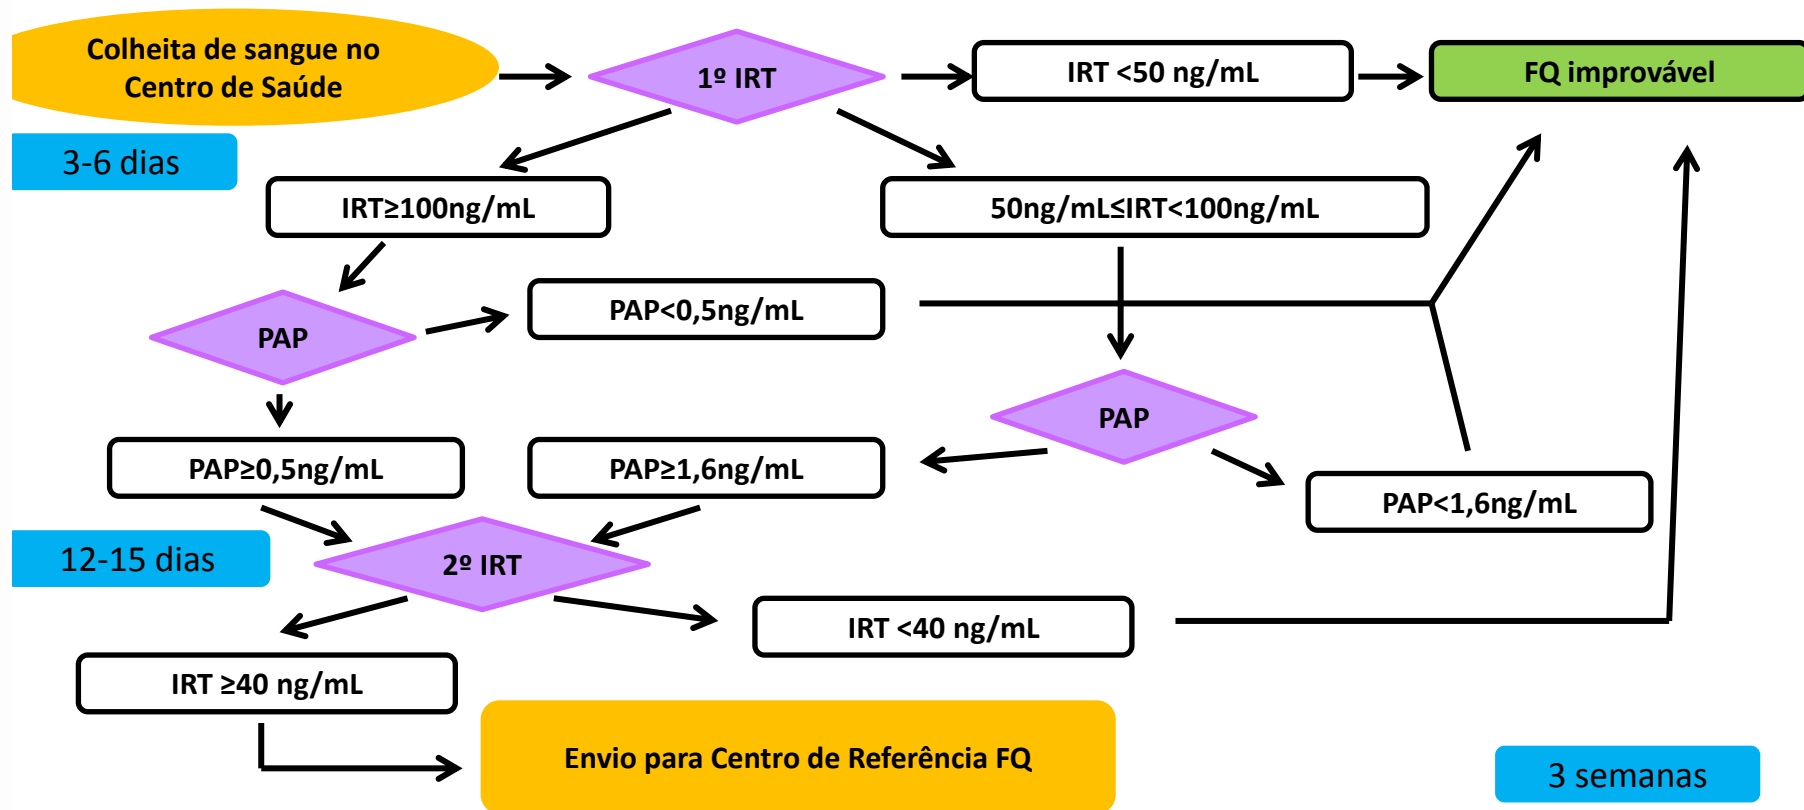 Colheita de sangue no
Centro de Saúde
1º IRT
IRT <50 ng/mL
FQ improvável
3-6 dias
IRT≥100ng/mL
50ng/mL≤IRT<100ng/mL
PAP
PAP<0,5ng/mL
PAP
PAP≥0,5ng/mL
PAP≥1,6ng/mL
PAP<1,6ng/mL
12-15 dias
2º IRT
IRT <40 ng/mL
IRT ≥40 ng/mL
Envio para Centro de Referência FQ
3 semanas